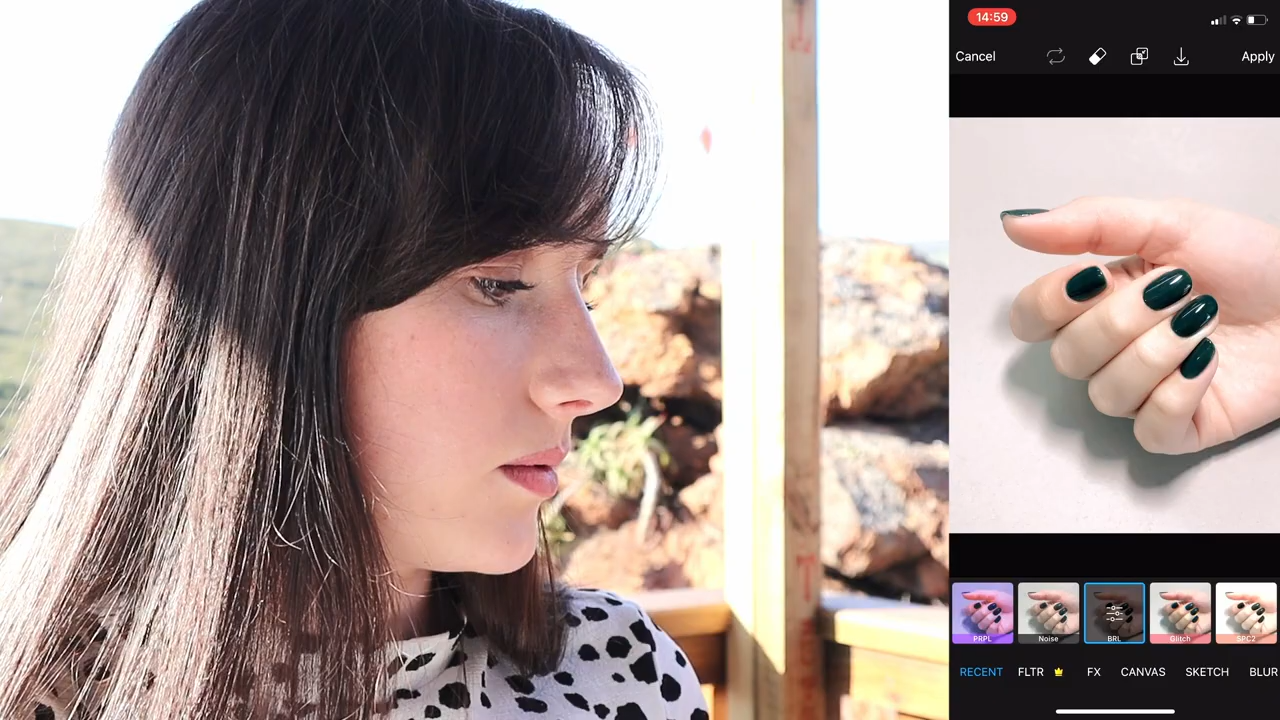 14:59
Cancel
Apply
PRPL
Noise
BRL
Glitch
SPC2
RECENT FLTR FX CANVAS SKETCH BLUR